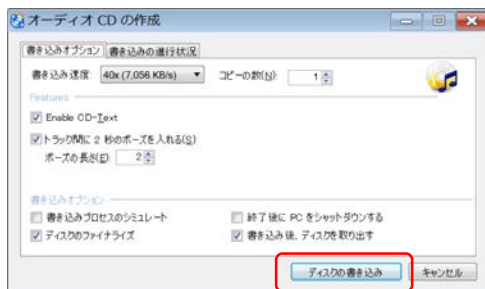 オーディオ CD の作成
書き込みオプション 書き込みの進行状況
書き込み速度: 40x (7,056 KB/s) コピーの数(N): 1
Features
Enable CD-Text
トラック間に 2 秒のポーズを入れる(S)
ポーズの長さ(E): 2
書き込みオプション
書き込みプロセスのシミュレート 終了後に PC をシャットダウンする
ディスクのファイナライズ 書き込み後、ディスクを取り出す
ディスクの書き込み キャンセル